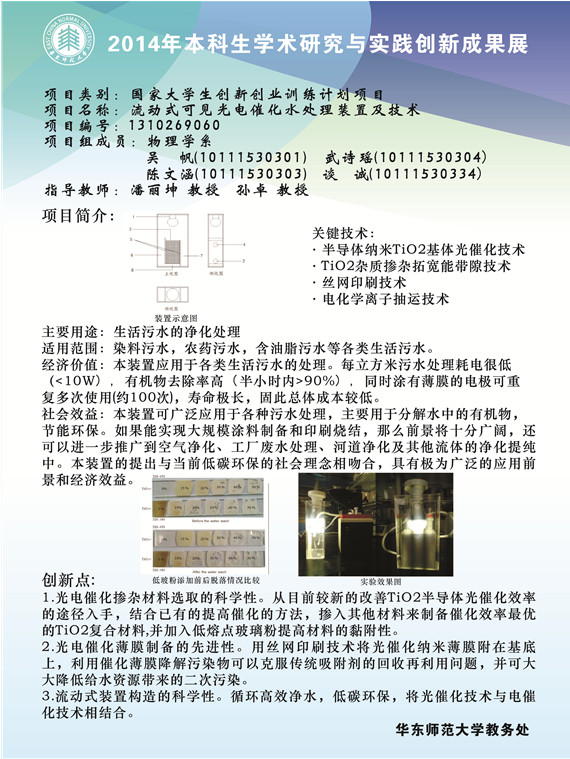 2014年本科生学术研究与实践创新成果展
项目类别：国家大学生创新创业训练计划项目
项目名称：流动式可见光电催化水处理装置及技术
项目编号：1310269060
项目组成员：物理学系
吴 帆(10111530301) 武诗瑶(10111530304)
陈文涵(10111530303) 谈 诚(10111530334)
指导教师：潘丽坤 教授 孙卓 教授
项目简介：
关键技术：
·半导体纳米TiO2基体光催化技术
·TiO2杂质掺杂拓宽能带隙技术
·丝网印刷技术
·电化学离子抽运技术
装置示意图
主要用途：生活污水的净化处理
适用范围：染料污水，农药污水，含油脂污水等各类生活污水。
经济价值：本装置应用于各类生活污水的处理。每立方米污水处理耗电很低
（<10W），有机物去除率高（半小时内>90%），同时涂有薄膜的电极可重
复多次使用(约100次)，寿命极长，固此总体成本较低。
社会效益：本装置可广泛应用于各种污水处理，主要用于分解水中的有机物，
节能环保。如果能实现大规模涂料制备和印刷烧结，那么前景将十分广阔，还
可以进一步推广到空气净化、工厂废水处理、河道净化及其他流体的净化提纯
中。本装置的提出与当前低碳环保的社会理念相吻合，具有极为广泛的应用前
景和经济效益。
Before the water wash
After the water wash
低玻粉添加前后脱落情况比较
实验效果图
创新点：
1.光电催化掺杂材料选取的科学性。从目前较新的改善TiO2半导体光催化效率
的途径入手，结合已有的提高催化的方法，掺入其他材料来制备催化效率最优
的TiO2复合材料,并加入低熔点玻璃粉提高材料的黏附性。
2.光电催化薄膜制备的先进性。用丝网印刷技术将光催化纳米薄膜附在基底
上，利用催化薄膜降解污染物可以克服传统吸附剂的回收再利用问题，并可大
大降低给水资源带来的二次污染。
3.流动式装置构造的科学性。循环高效净水，低碳环保，将光催化技术与电催
化技术相结合。
华东师范大学教务处